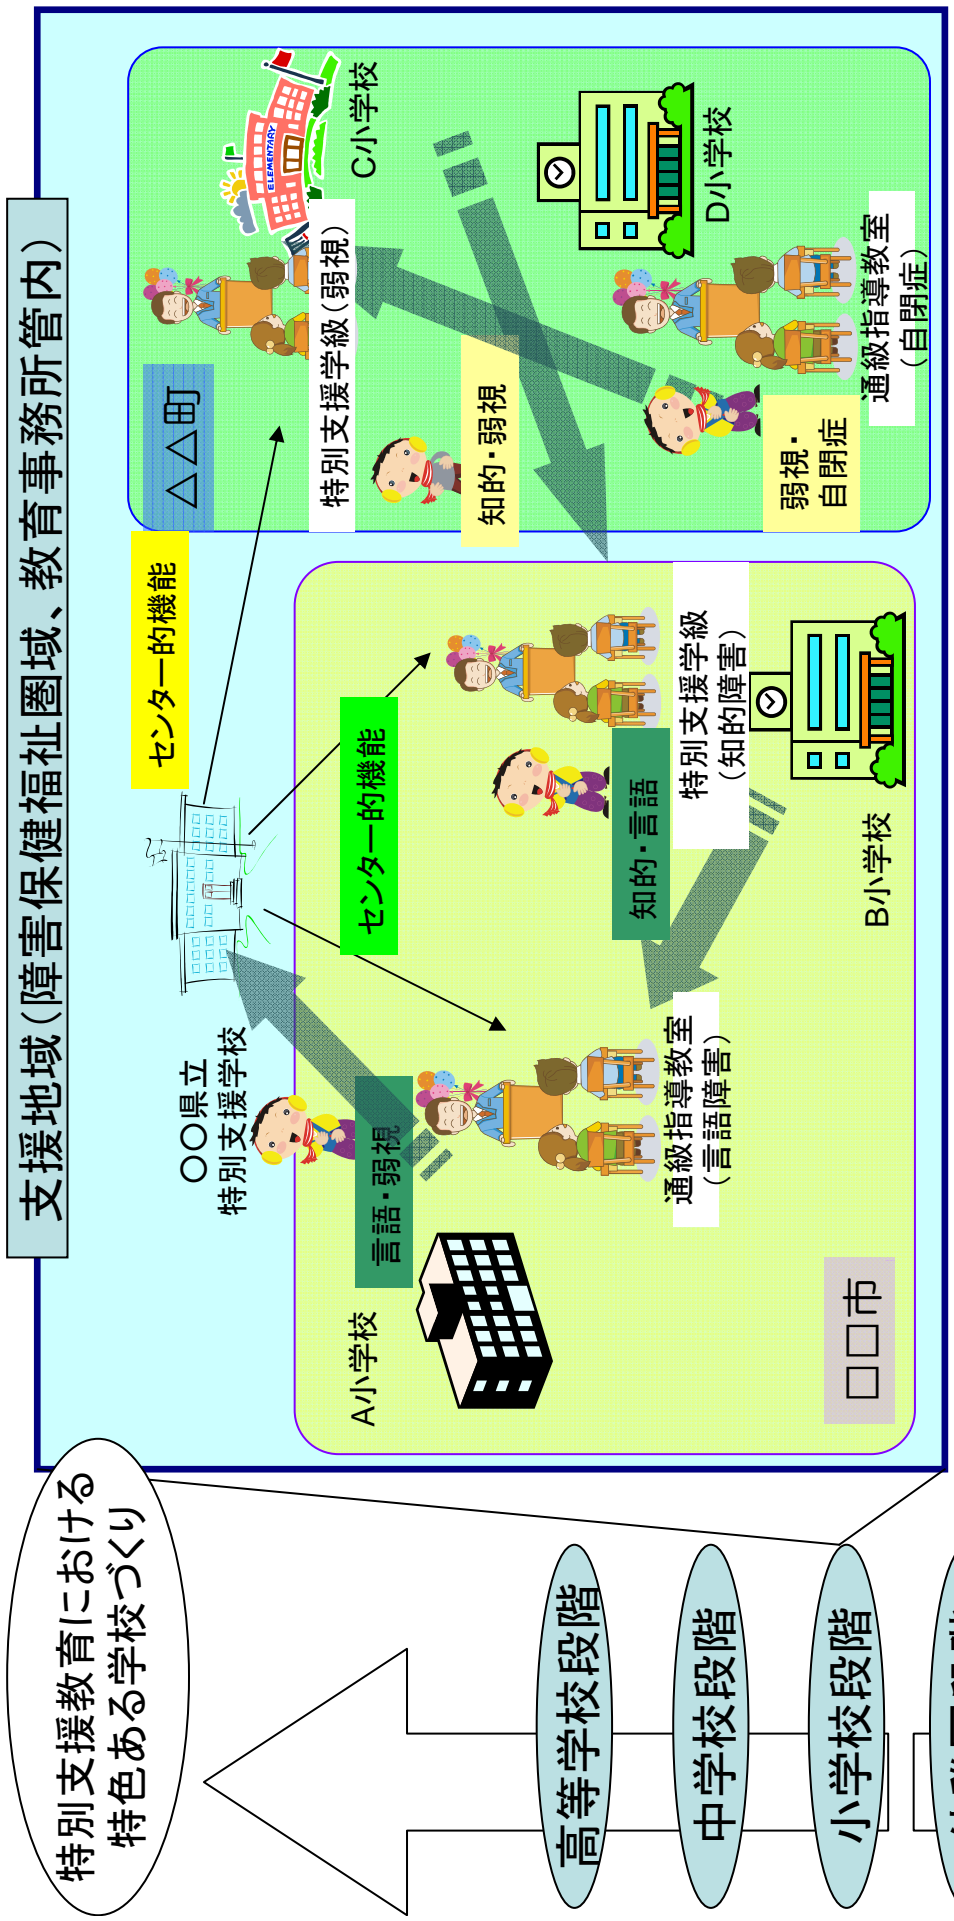 支援地域(障害保健福祉圏域、教育事務所管内)
特別支援教育における
特色ある学校づくり
高等学校段階
中学校段階
小学校段階
〇〇県立
特別支援学校
センター的機能
センター的機能
△△町
C小学校
ELEMENTARY
特別支援学級(弱視)
知的・弱視
D小学校
弱視・
自閉症
通級指導教室
(自閉症)
A小学校
言語・弱視
通級指導教室
(言語障害)
知的・言語
特別支援学級
(知的障害)
B小学校
□□市